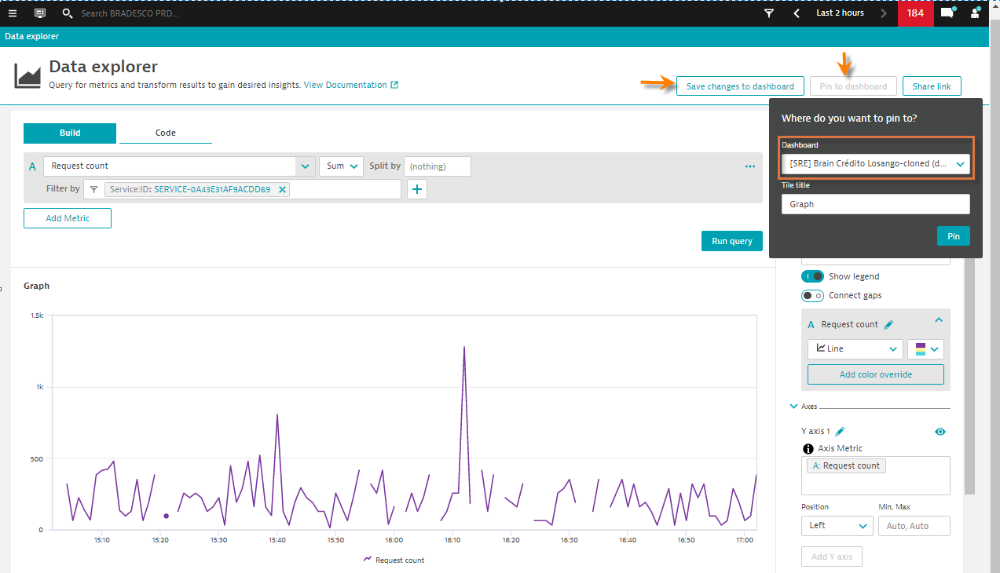 Search BRADESCO PRD...
Last 2 hours
184
Data explorer
Data explorer
Query for metrics and transform results to gain desired insights. View Documentation
Save changes to dashboard
Pin to dashboard
Share link
Where do you want to pin to?
Dashboard
[SRE] Brain Crédito Losango-cloned (d...
Tile title
Graph
Pin
Build
Code
A
Request count
Sum
Split by
(nothing)
...
Filter by
Service:ID: SERVICE-0A43E31AF9ACDD69
Add Metric
Run query
Graph
1.5k
1k
500
0
15:10
15:20
15:30
15:40
15:50
16:00
16:10
16:20
16:30
16:40
16:50
17:00
Request count
Show legend
Connect gaps
A Request count
Line
Add color override
Axes
Y axis 1
Axis Metric
A: Request count
Position
Min, Max
Left
Auto, Auto
Add Y axis